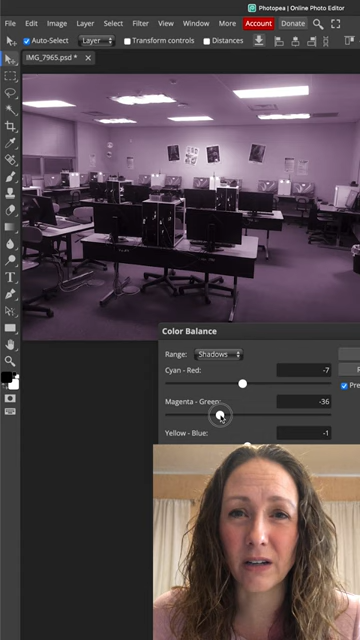 Photopea | Online Photo Editor
File Edit Image Layer Select Filter View Window More Account Donate
Auto-Select Layer Transform controls Distances
IMG_7965.psd *
Color Balance
Range: Shadows
Cyan - Red: -7
Pre
Magenta - Green: -36
Yellow - Blue: -1